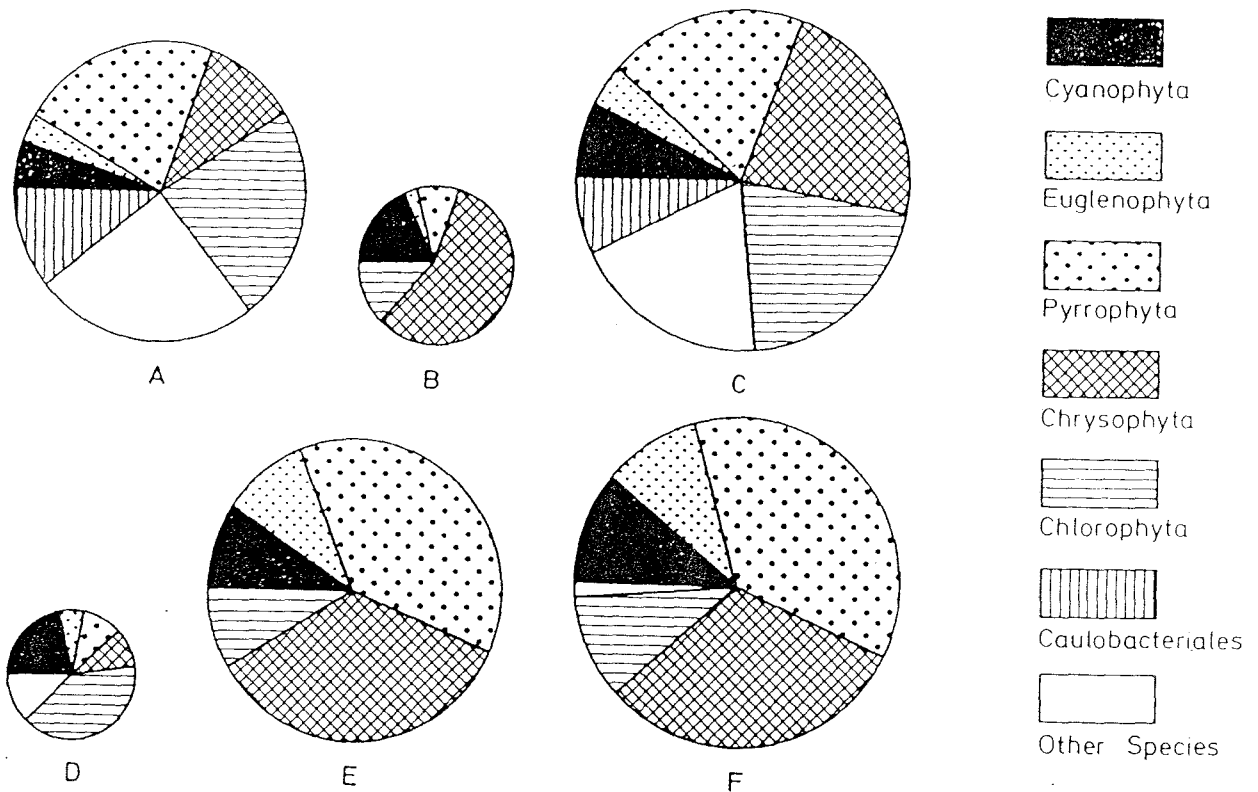 A
B
C
D
E
F
Cyanophyta
Euglenophyta
Pyrrophyta
Chrysophyta
Chlorophyta
Caulobacteriales
Other Species